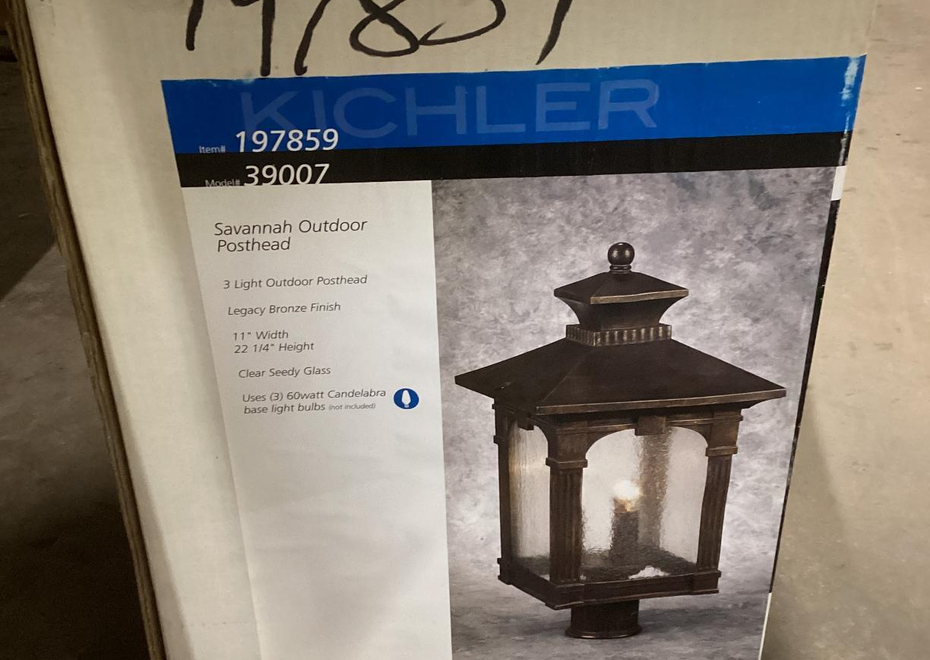 197859
KICHLER
Item# 197859
Model# 39007
Savannah Outdoor
Posthead
3 Light Outdoor Posthead
Legacy Bronze Finish
11" Width
22 1/4" Height
Clear Seedy Glass
Uses (3) 60watt Candelabra
base light bulbs (not included)